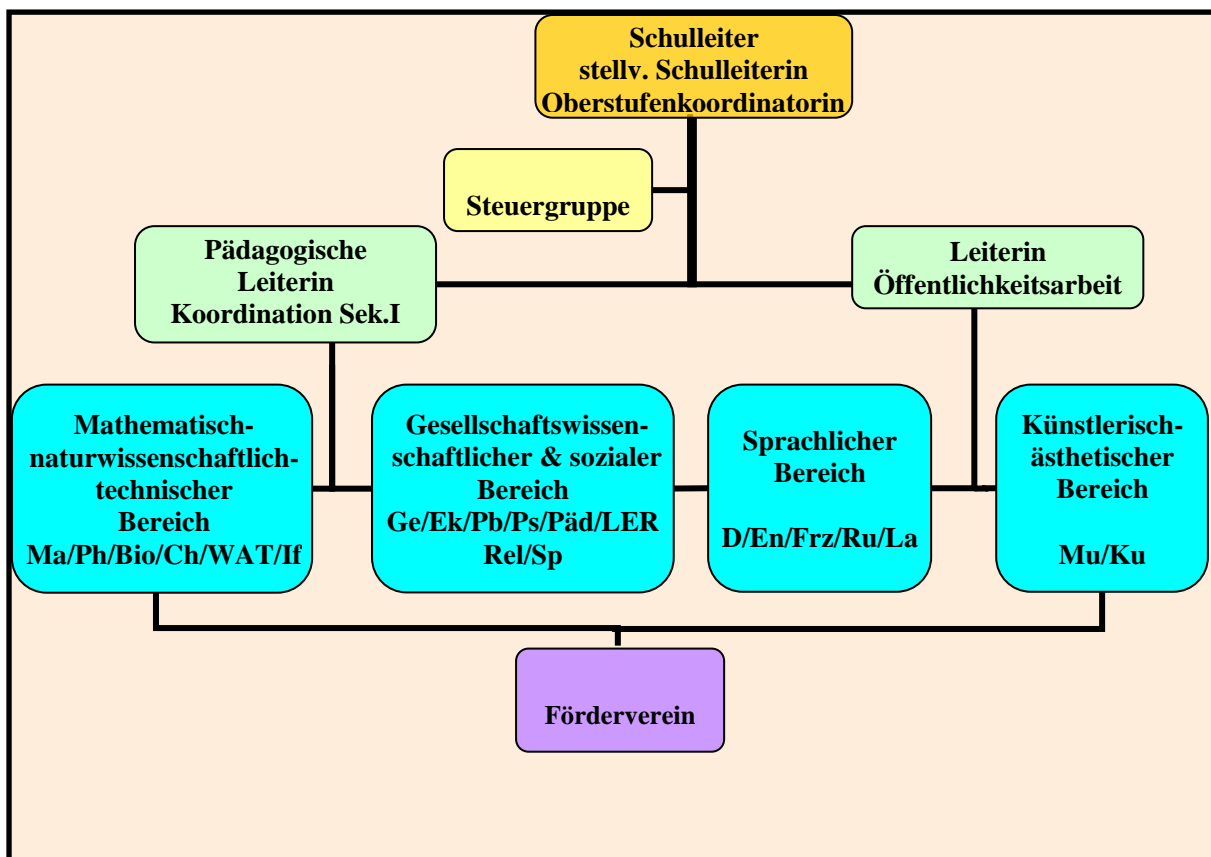 Schulleiter
stellv. Schulleiterin
Oberstufenkoordinatorin
Steuergruppe
Pädagogische
Leiterin
Koordination Sek.I
Leiterin
Öffentlichkeitsarbeit
Mathematisch-
naturwissenschaftlich-
technischer
Bereich
Ma/Ph/Bio/Ch/WAT/If
Gesellschaftswissen-
schaftlicher & sozialer
Bereich
Ge/Ek/Pb/Ps/Päd/LER
Rel/Sp
Sprachlicher
Bereich
D/En/Frz/Ru/La
Künstlerisch-
ästhetischer
Bereich
Mu/Ku
Förderverein